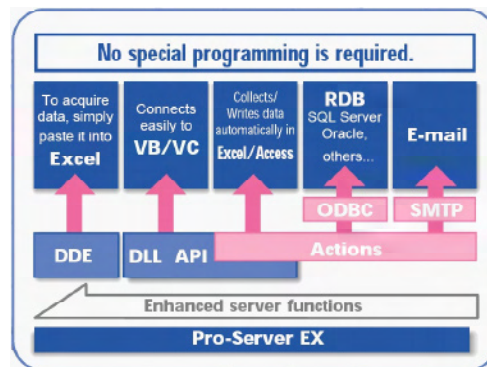 No special programming is required.
To acquire
data, simply
paste it into
Excel
Connects
easily to
VB/VC
Collects/
Writes data
automatically in
Excel/Access
RDB
SQL Server
Oracle,
others...
E-mail
ODBC
SMTP
DDE
DLL API
Actions
Enhanced server functions
Pro-Server EX